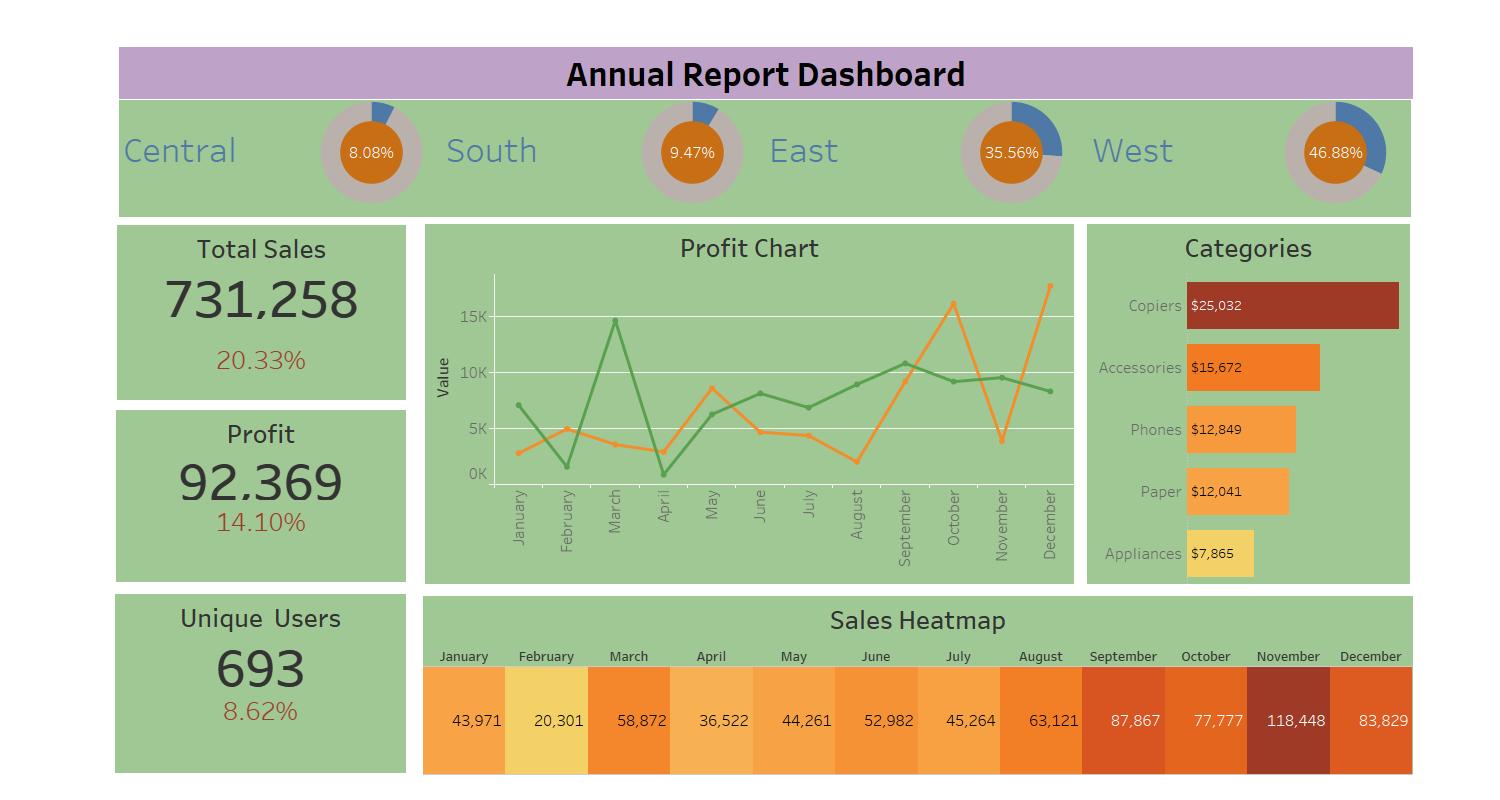 Annual Report Dashboard
Central
8.08%
South
9.47%
East
35.56%
West
46.88%
Total Sales
731,258
20.33%
Profit
92,369
14.10%
Unique Users
693
8.62%
Profit Chart
Value
15K
10K
5K
0K
January
February
March
April
May
June
July
August
September
October
November
December
Categories
Copiers $25,032
Accessories $15,672
Phones $12,849
Paper $12,041
Appliances $7,865
Sales Heatmap
January February March April May June July August September October November December
43,971 20,301 58,872 36,522 44,261 52,982 45,264 63,121 87,867 77,777 118,448 83,829